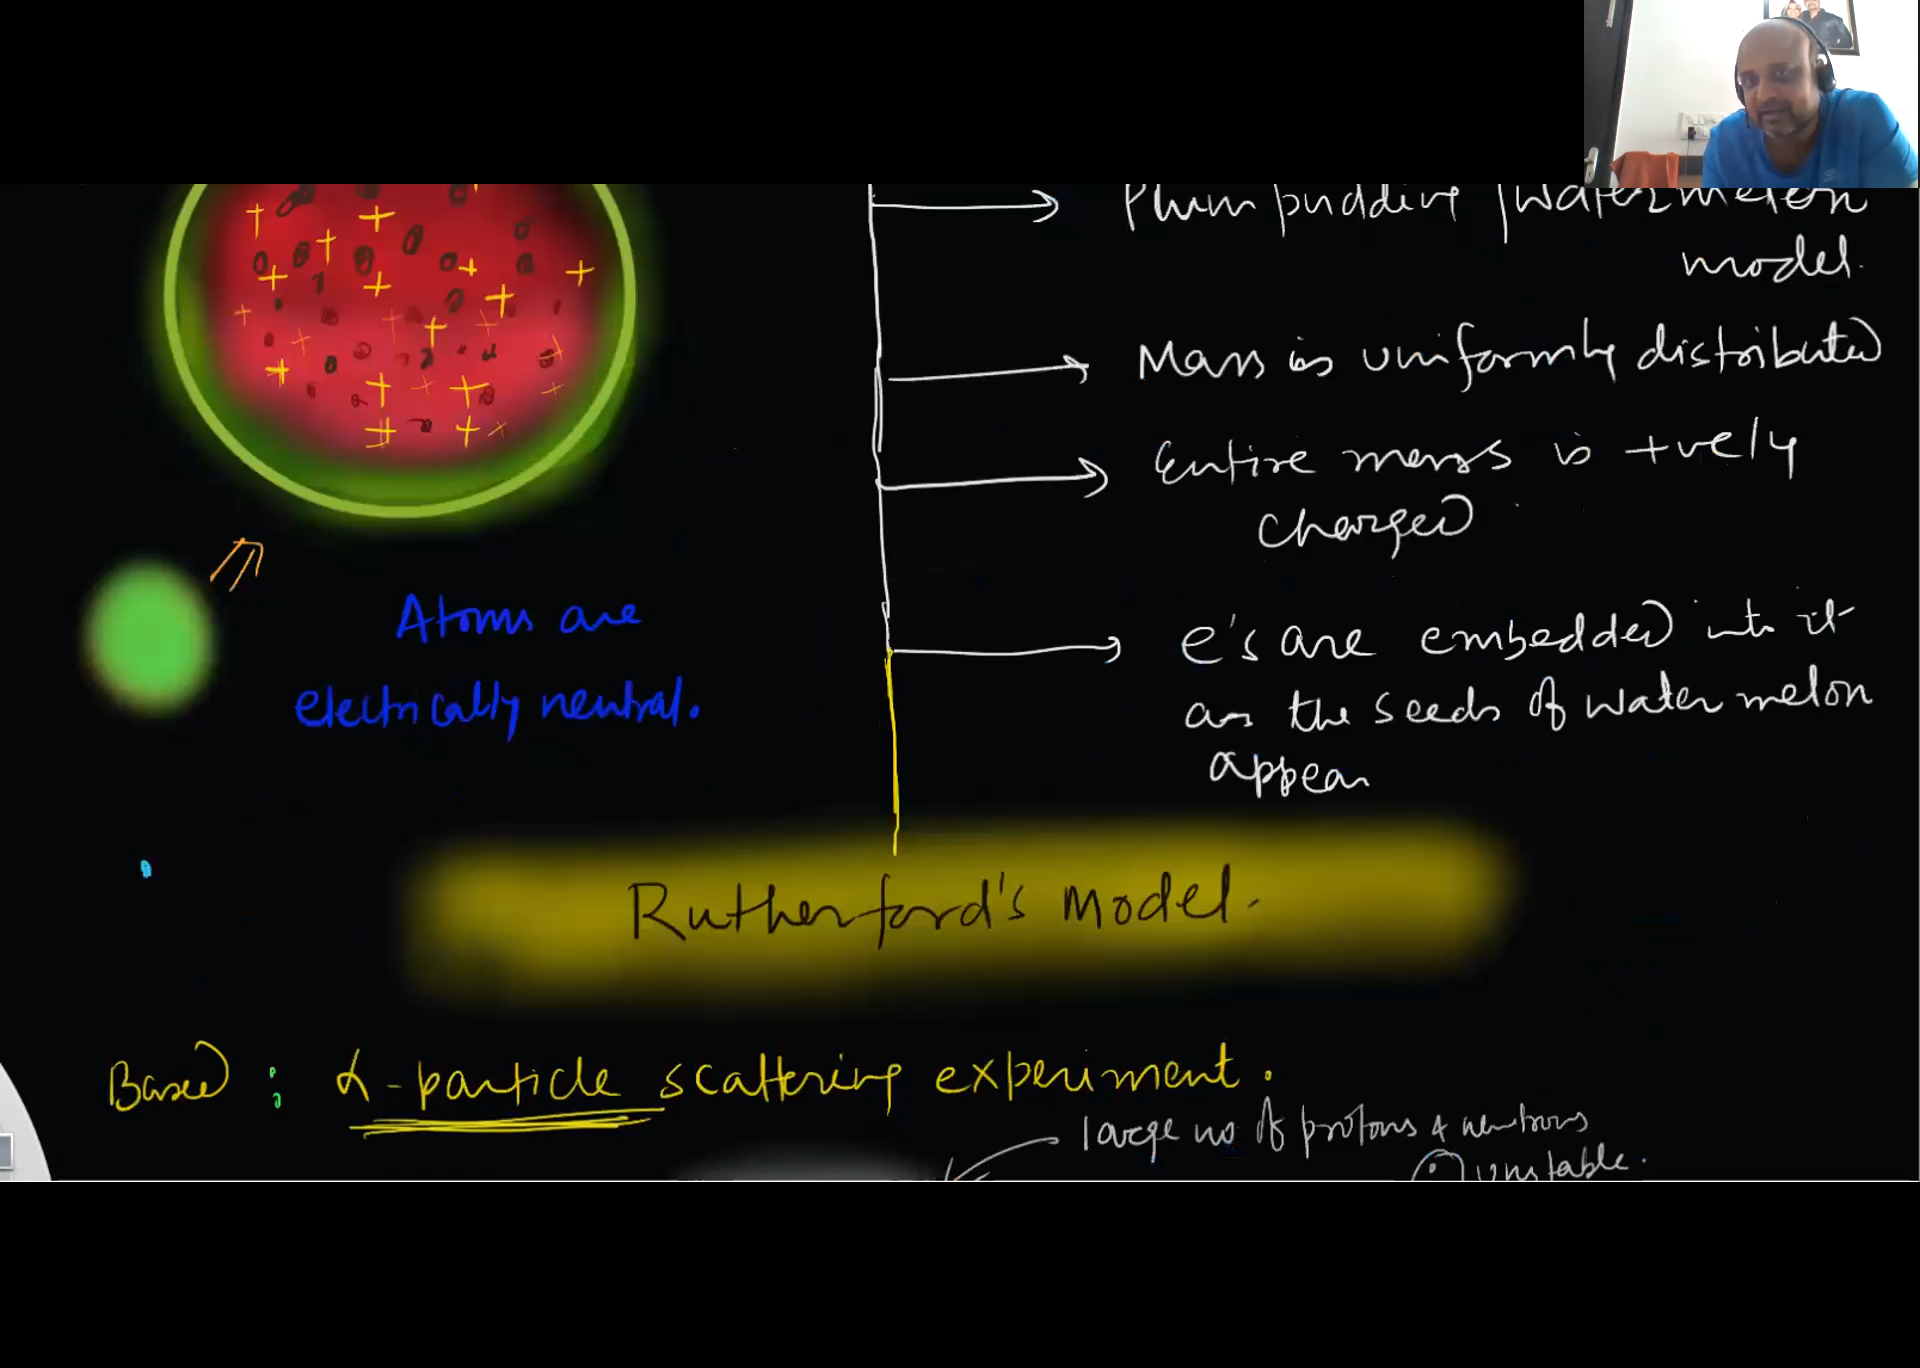 Plum pudding / water melon
model.
Mass is uniformly distributed
Entire mass is +vely
charged
Atoms are
electrically neutral.
e's are embedded into it
as the seeds of water melon
appear
Rutherford's Model.
Based : α-particle scattering experiment.
large no of protons & neutrons
unstable.